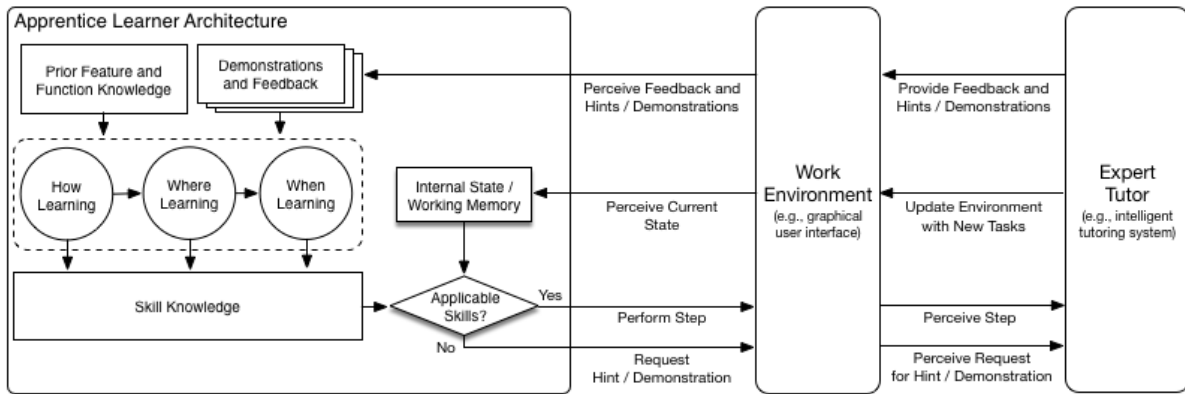 Apprentice Learner Architecture
Prior Feature and
Function Knowledge
Demonstrations
and Feedback
How
Learning
Where
Learning
When
Learning
Skill Knowledge
Internal State /
Working Memory
Applicable
Skills?
Yes
No
Perceive Feedback and
Hints / Demonstrations
Perceive Current
State
Perform Step
Request
Hint / Demonstration
Work
Environment
(e.g., graphical
user interface)
Provide Feedback and
Hints / Demonstrations
Update Environment
with New Tasks
Perceive Step
Perceive Request
for Hint / Demonstration
Expert
Tutor
(e.g., intelligent
tutoring system)